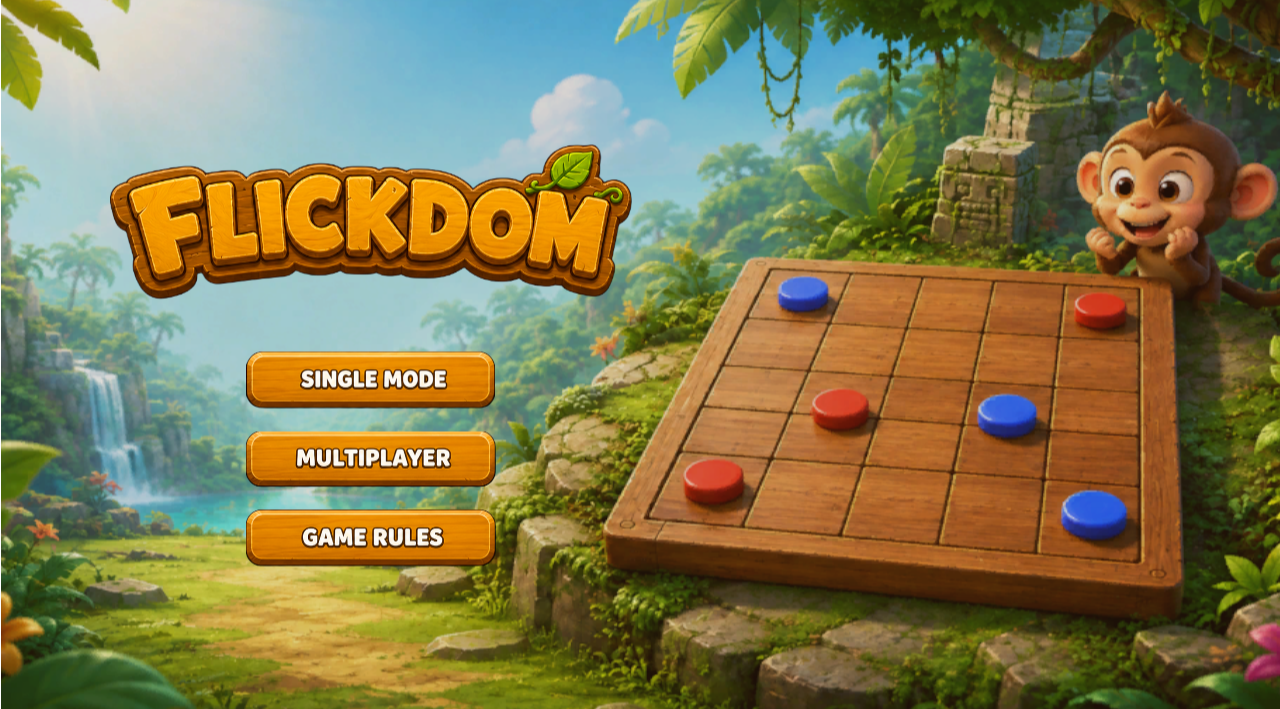 FLICKDOM
SINGLE MODE
MULTIPLAYER
GAME RULES